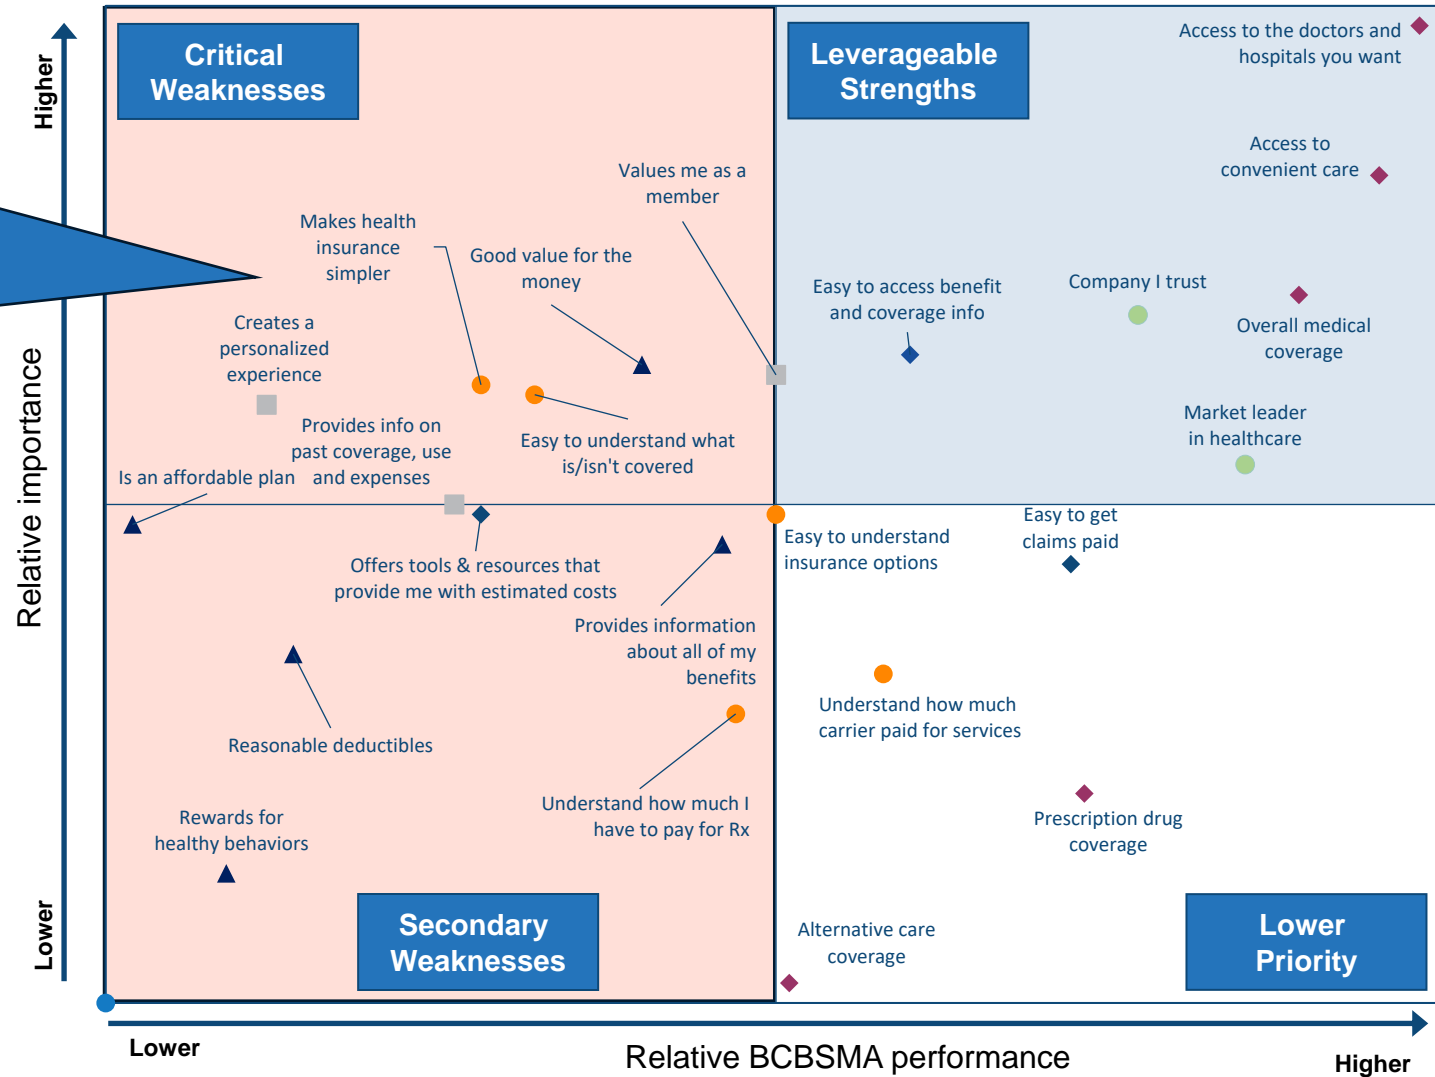 Critical
Weaknesses
Leverageable
Strengths
Access to the doctors and
hospitals you want
Higher
Access to
convenient care
Values me as a
member
Makes health
insurance
simpler
Good value for the
money
Easy to access benefit
and coverage info
Company I trust
Overall medical
coverage
Creates a
personalized
experience
Market leader
in healthcare
Provides info on
past coverage, use
and expenses
Easy to understand what
is/isn't covered
Is an affordable plan
Relative importance
Easy to get
claims paid
Easy to understand
insurance options
Offers tools & resources that
provide me with estimated costs
Provides information
about all of my
benefits
Understand how much
carrier paid for services
Reasonable deductibles
Understand how much I
have to pay for Rx
Rewards for
healthy behaviors
Prescription drug
coverage
Secondary
Weaknesses
Alternative care
coverage
Lower
Priority
Lower
Lower
Relative BCBSMA performance
Higher